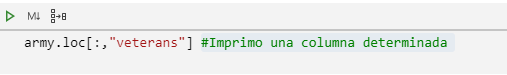 M↓
army.loc[:,"veterans"] #Imprimo una columna determinada